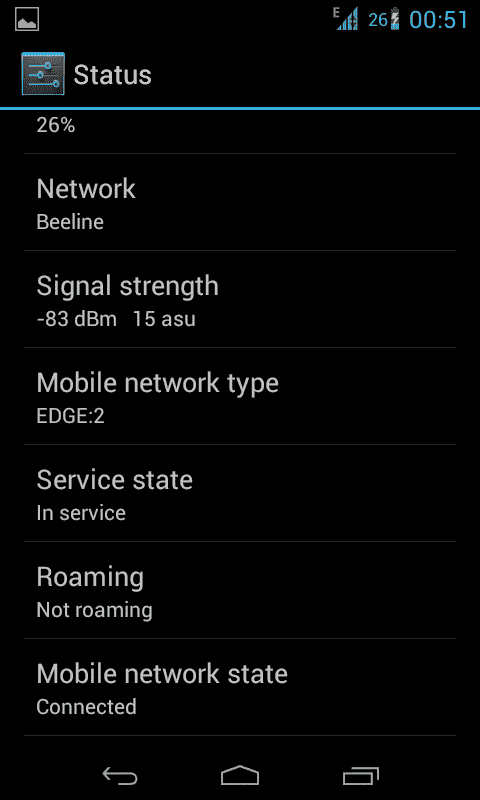 E 26 00:51
Status
26%
Network
Beeline
Signal strength
-83 dBm 15 asu
Mobile network type
EDGE:2
Service state
In service
Roaming
Not roaming
Mobile network state
Connected